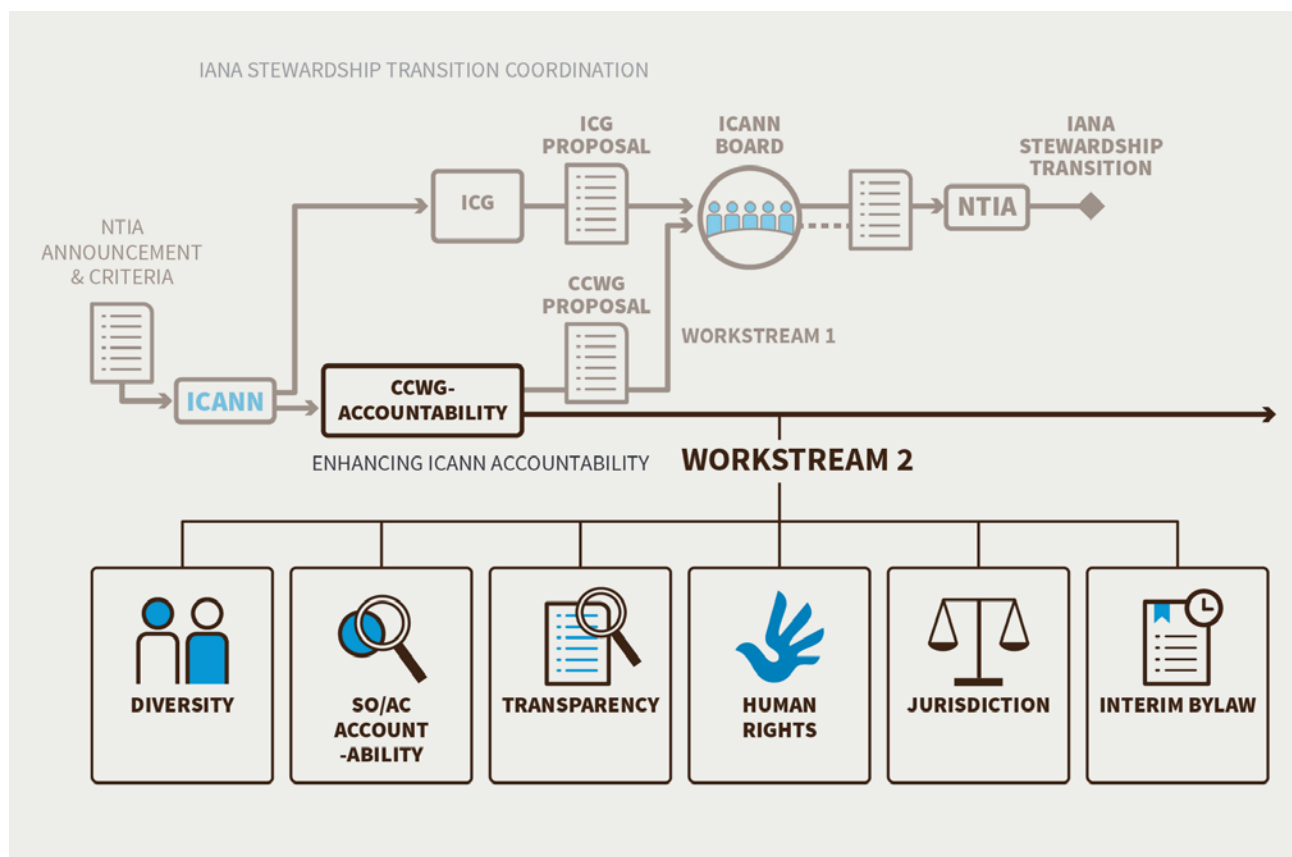 IANA STEWARDSHIP TRANSITION COORDINATION
ICG
PROPOSAL
ICANN
BOARD
IANA
STEWARDSHIP
TRANSITION
ICG
NTIA
NTIA
ANNOUNCEMENT
& CRITERIA
CCWG
PROPOSAL
WORKSTREAM 1
ICANN
CCWG-
ACCOUNTABILITY
ENHANCING ICANN ACCOUNTABILITY
WORKSTREAM 2
DIVERSITY
SO/AC
ACCOUNT
-ABILITY
TRANSPARENCY
HUMAN
RIGHTS
JURISDICTION
INTERIM BYLAW